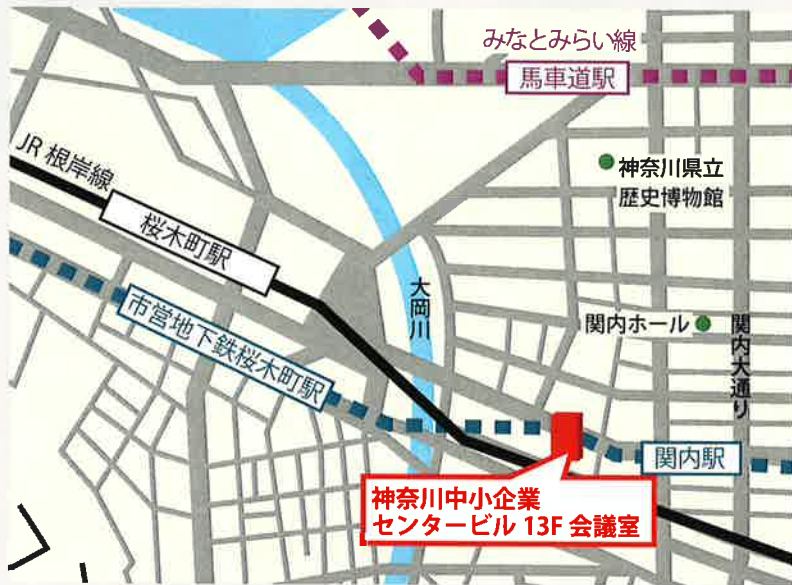 みなとみらい線
馬車道駅
JR 根岸線
神奈川県立
歴史博物館
桜木町駅
大岡川
市営地下鉄桜木町駅
関内ホール
関内大通り
関内駅
神奈川中小企業
センタービル 13F 会議室